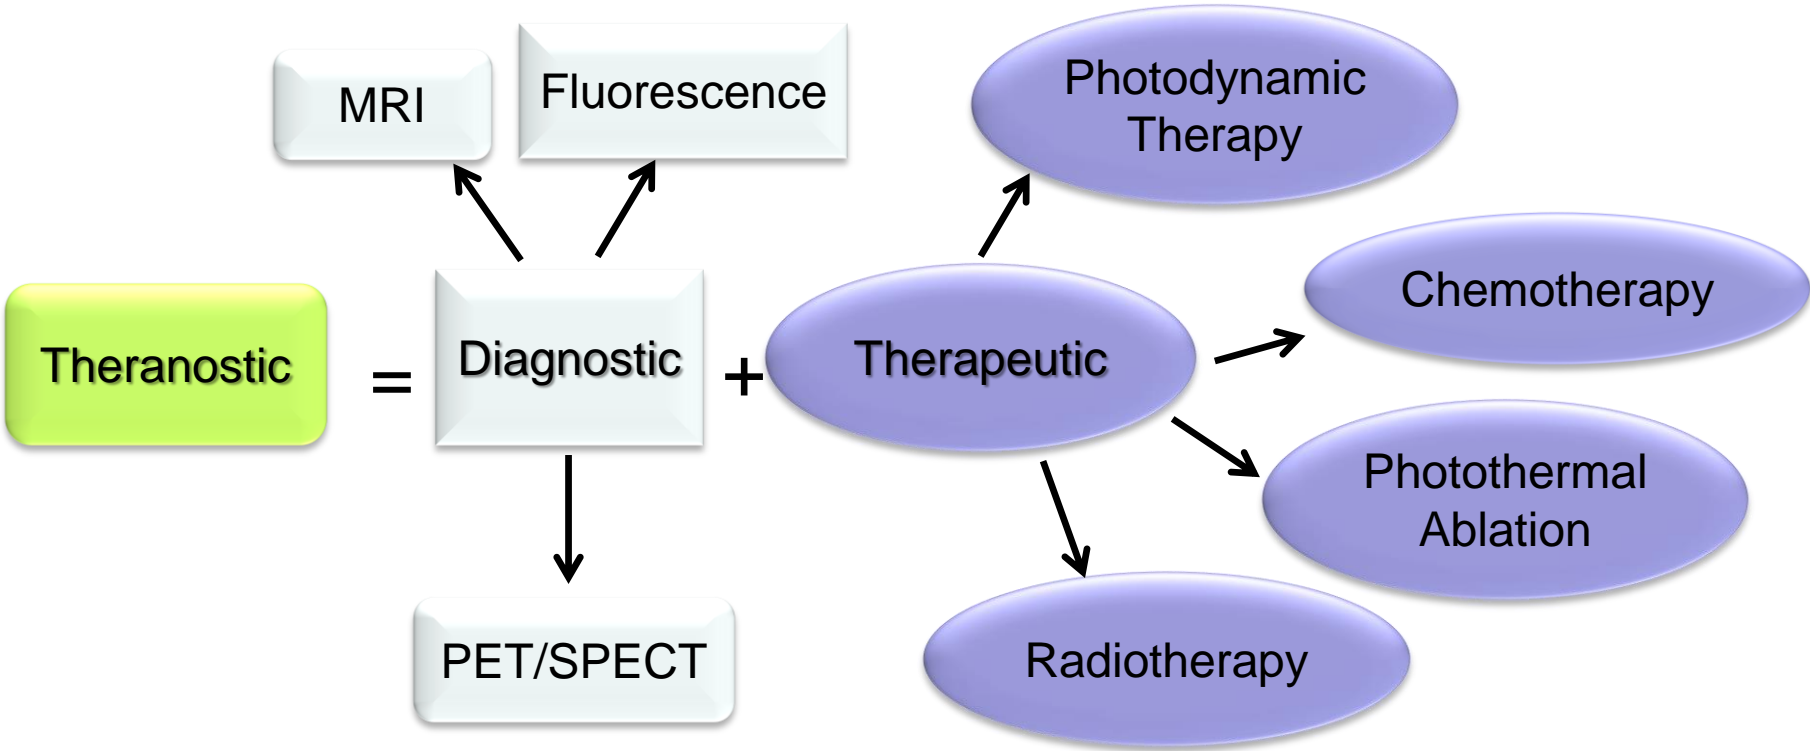 MRI
Fluorescence
Photodynamic
Therapy
Chemotherapy
Theranostic
=
Diagnostic
+
Therapeutic
Photothermal
Ablation
PET/SPECT
Radiotherapy